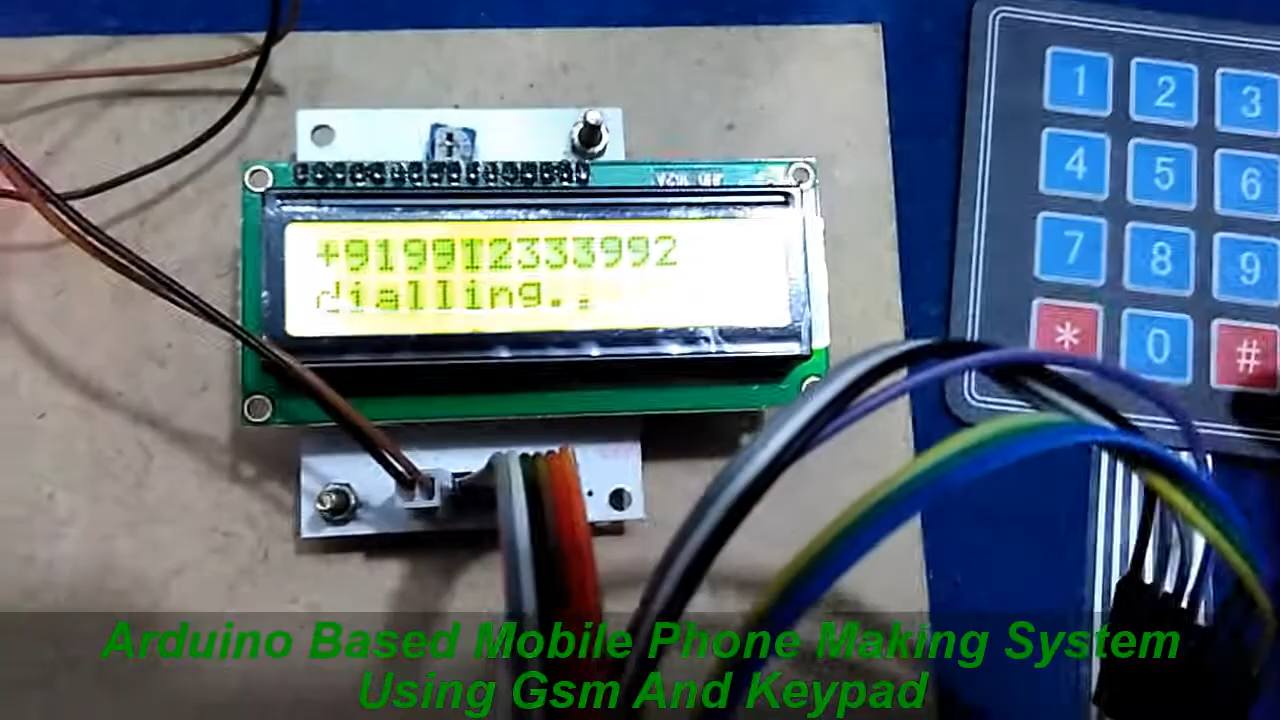 +919912333992
dialling..
1 2 3
4 5 6
7 8 9
* 0 #
Arduino Based Mobile Phone Making System
Using Gsm And Keypad